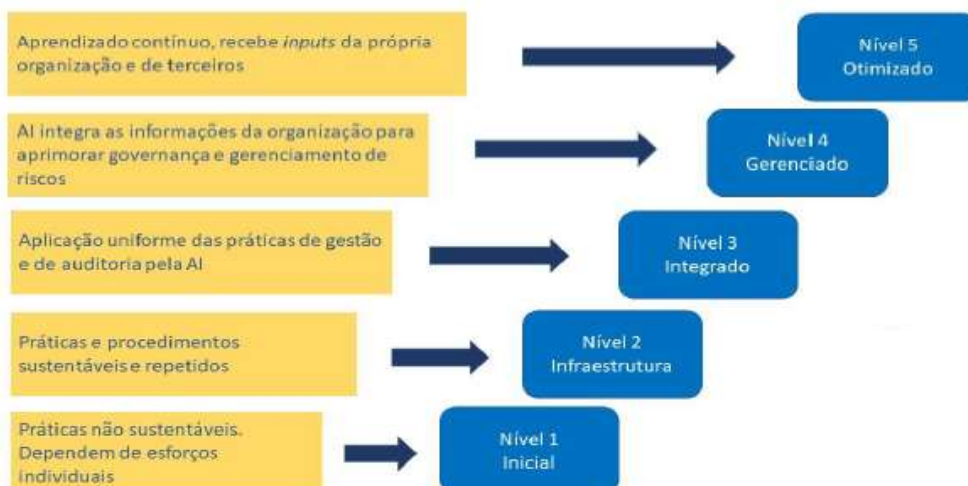 Aprendizado contínuo, recebe inputs da própria
organização e de terceiros
Nível 5
Otimizado
AI integra as informações da organização para
aprimorar governança e gerenciamento de
riscos
Nível 4
Gerenciado
Aplicação uniforme das práticas de gestão
e de auditoria pela AI
Nível 3
Integrado
Práticas e procedimentos
sustentáveis e repetidos
Nível 2
Infraestrutura
Práticas não sustentáveis.
Dependem de esforços
individuais
Nível 1
Inicial